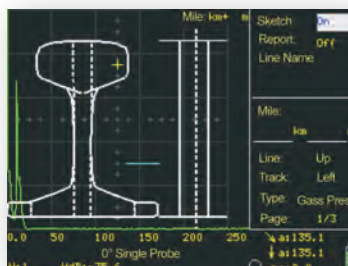 Mile: km+ m
Sketch On:
Report: Off
Line Name
Mile:
km
Line: Up
Track: Left
Type: Gass Pres
Page: 1/3
0.0 50 100 150 200 250
0° Single Probe
a:135.1
a:135.1